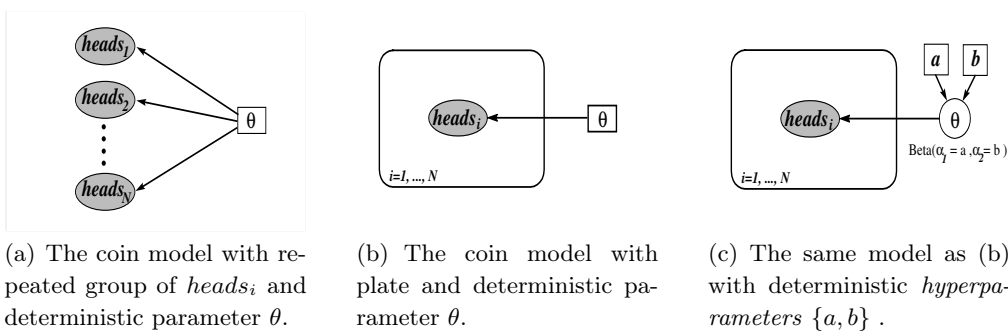 heads1
heads2
headsN
θ
headsi
θ
i=1, ..., N
a b
headsi
θ
Beta(α1 = a ,α2= b )
i=1, ..., N
(a) The coin model with re-
peated group of headsi and
deterministic parameter θ.
(b) The coin model with
plate and deterministic pa-
rameter θ.
(c) The same model as (b)
with deterministic hyperpa-
rameters {a, b} .